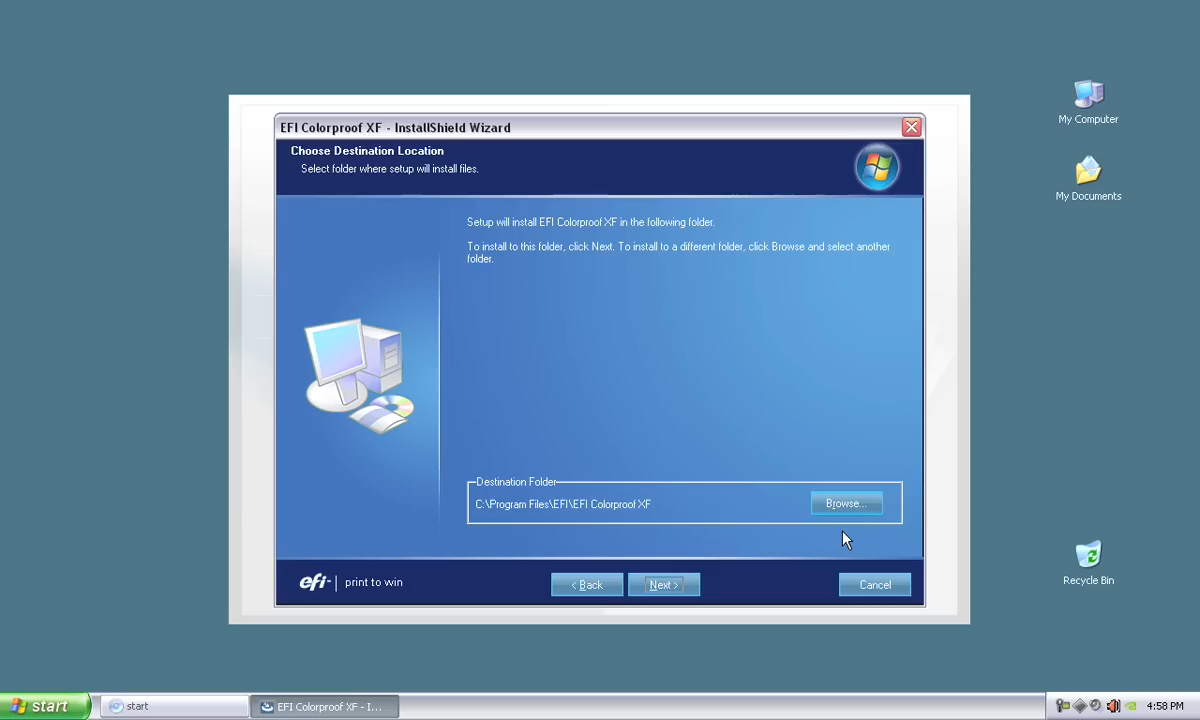 EFI Colorproof XF - InstallShield Wizard
Choose Destination Location
Select folder where setup will install files.
Setup will install EFI Colorproof XF in the following folder.
To install to this folder, click Next. To install to a different folder, click Browse and select another
folder.
Destination Folder
C:\Program Files\EFI\EFI Colorproof XF
Browse...
efi
print to win
< Back
Next >
Cancel
My Computer
My Documents
Recycle Bin
start
start
EFI Colorproof XF - I...
4:58 PM